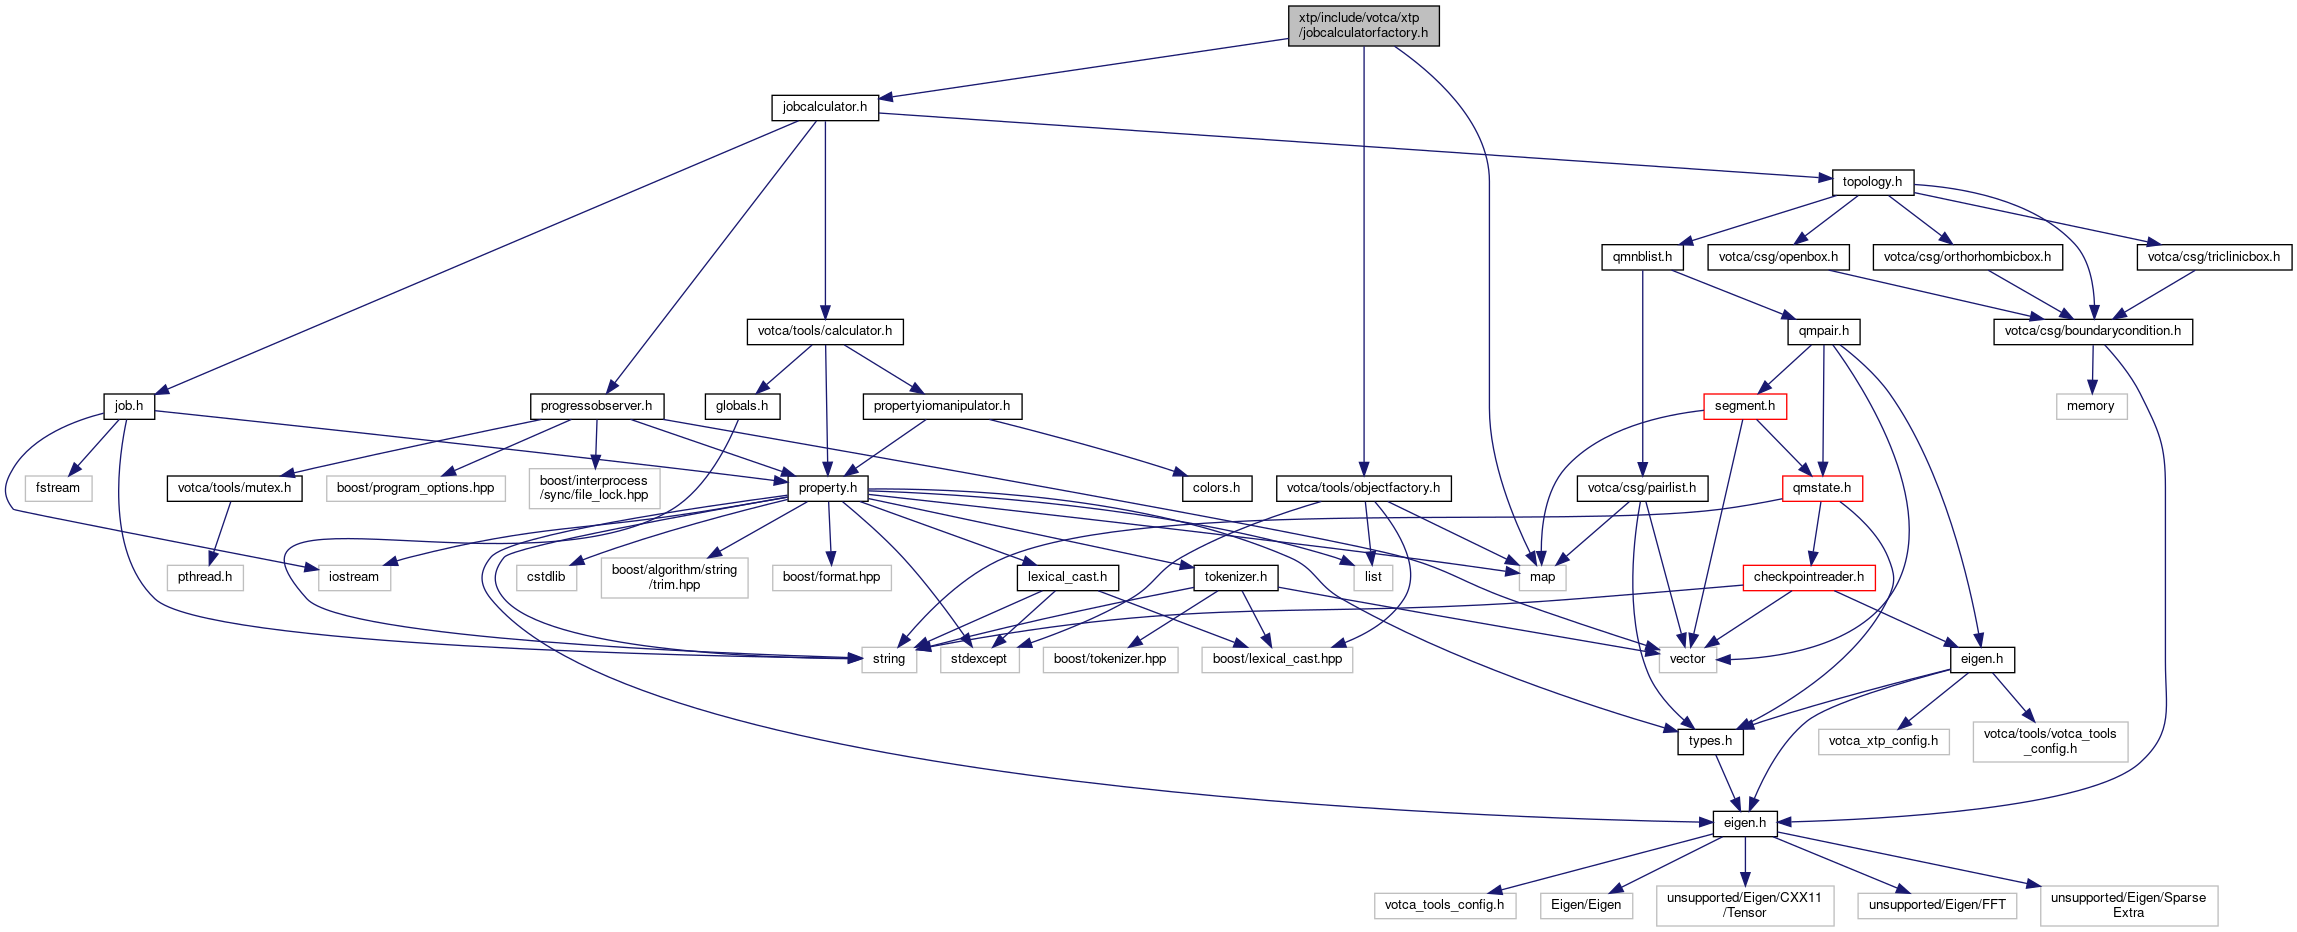 xtp/include/votca/xtp
/jobcalculatorfactory.h
jobcalculator.h
topology.h
qmnblist.h
votca/csg/openbox.h
votca/csg/orthorhombicbox.h
votca/csg/triclinicbox.h
votca/tools/calculator.h
qmpair.h
votca/csg/boundarycondition.h
job.h
progressobserver.h
globals.h
propertyiomanipulator.h
segment.h
memory
fstream
votca/tools/mutex.h
boost/program_options.hpp
boost/interprocess
/sync/file_lock.hpp
property.h
colors.h
votca/tools/objectfactory.h
votca/csg/pairlist.h
qmstate.h
pthread.h
iostream
cstdlib
boost/algorithm/string
/trim.hpp
boost/format.hpp
lexical_cast.h
tokenizer.h
list
map
checkpointreader.h
string
stdexcept
boost/tokenizer.hpp
boost/lexical_cast.hpp
vector
eigen.h
types.h
votca_xtp_config.h
votca/tools/votca_tools
_config.h
eigen.h
votca_tools_config.h
Eigen/Eigen
unsupported/Eigen/CXX11
/Tensor
unsupported/Eigen/FFT
unsupported/Eigen/Sparse
Extra